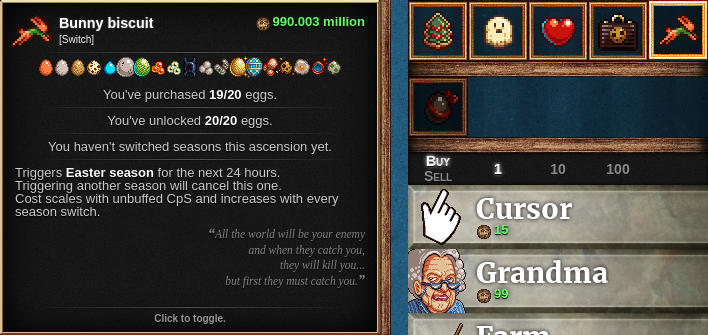 Bunny biscuit
990.003 million
[Switch]
You've purchased 19/20 eggs.
You've unlocked 20/20 eggs.
You haven't switched seasons this ascension yet.
Triggers Easter season for the next 24 hours.
Triggering another season will cancel this one.
Cost scales with unbuffed CpS and increases with every
season switch.
“All the world will be your enemy
and when they catch you,
they will kill you...
but first they must catch you.”
Click to toggle.
Buy
Sell
1
10
100
Cursor
15
Grandma
99
Farm